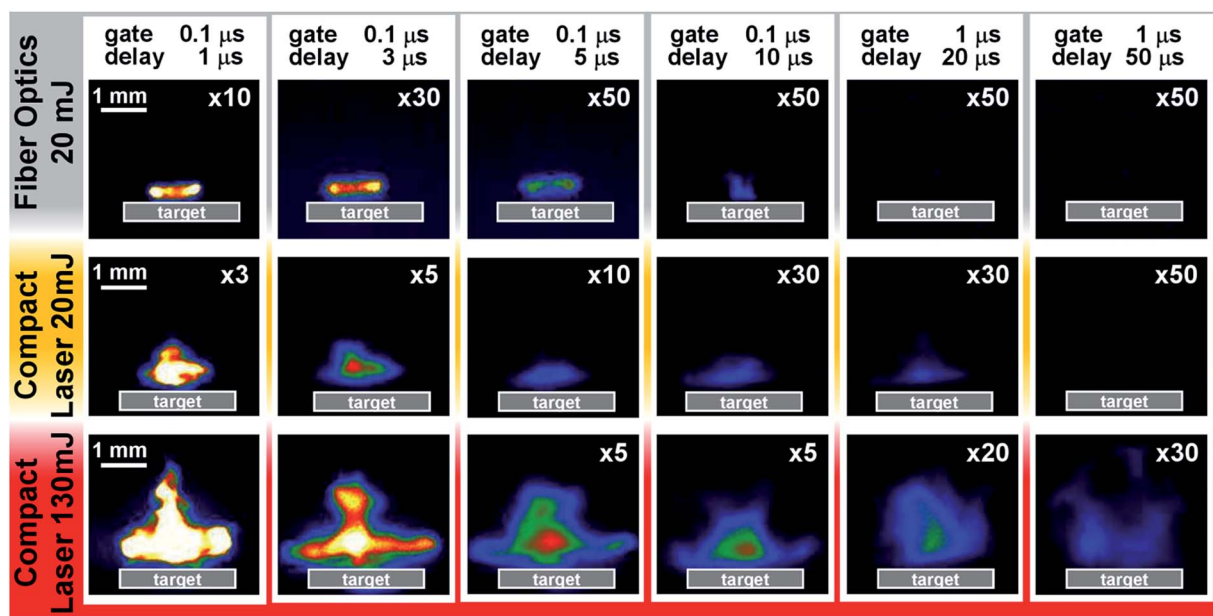 gate 0.1 μs
delay 1 μs
gate 0.1 μs
delay 3 μs
gate 0.1 μs
delay 5 μs
gate 0.1 μs
delay 10 μs
gate 1 μs
delay 20 μs
gate 1 μs
delay 50 μs
Fiber Optics
20 mJ
1 mm
x10
target
x30
target
x50
target
x50
target
x50
target
x50
target
Compact
Laser 20mJ
1 mm
x3
target
x5
target
x10
target
x30
target
x30
target
x50
target
Compact
Laser 130mJ
1 mm
target
target
x5
target
x5
target
x20
target
x30
target